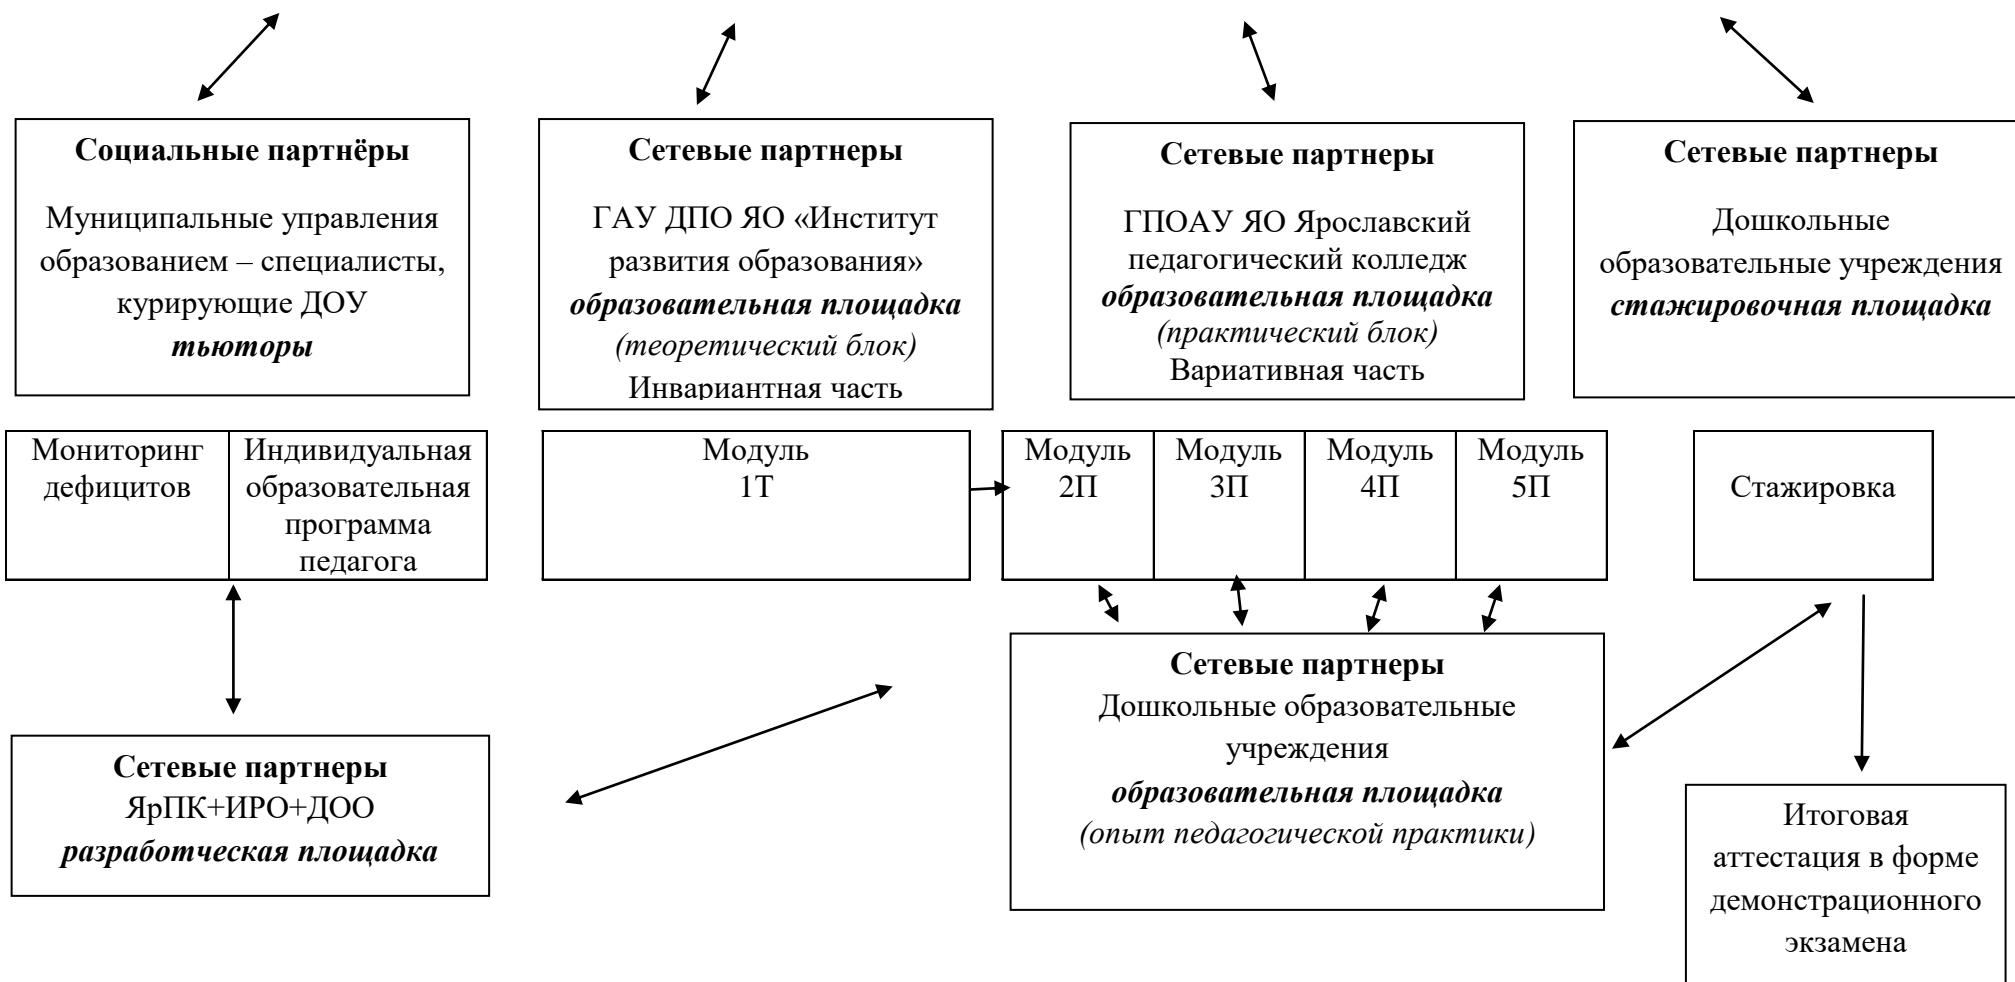 Социальные партнёры
Муниципальные управления
образованием – специалисты,
курирующие ДОУ
тьюторы
Сетевые партнеры
ГАУ ДПО ЯО «Институт
развития образования»
образовательная площадка
(теоретический блок)
Инвариантная часть
Сетевые партнеры
ГПОАУ ЯО Ярославский
педагогический колледж
образовательная площадка
(практический блок)
Вариативная часть
Сетевые партнеры
Дошкольные
образовательные учреждения
стажировочная площадка
Мониторинг
дефицитов
Индивидуальная
образовательная
программа
педагога
Модуль
1Т
Модуль
2П
Модуль
3П
Модуль
4П
Модуль
5П
Стажировка
Сетевые партнеры
ЯрПК+ИРО+ДОО
разработческая площадка
Сетевые партнеры
Дошкольные образовательные
учреждения
образовательная площадка
(опыт педагогической практики)
Итоговая
аттестация в форме
демонстрационного
экзамена